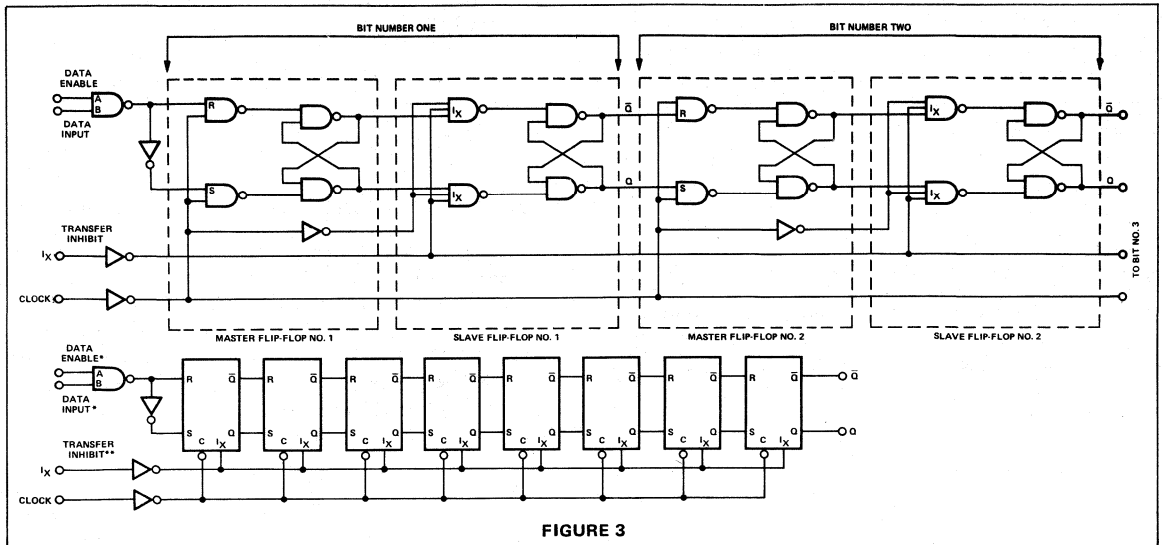 BIT NUMBER ONE
BIT NUMBER TWO
DATA
ENABLE
A
B
DATA
INPUT
R
IX
Q̅
R
IX
Q̅
S
IX
Q
S
IX
Q
TRANSFER
INHIBIT
IX
CLOCK
TO BIT NO. 3
MASTER FLIP-FLOP NO. 1
SLAVE FLIP-FLOP NO. 1
MASTER FLIP-FLOP NO. 2
SLAVE FLIP-FLOP NO. 2
DATA
ENABLE*
A
B
DATA
INPUT*
R Q̅ R Q̅ R Q̅ R Q̅ R Q̅ R Q̅ R Q̅ R Q̅ Q̅
S Q S Q S Q S Q S Q S Q S Q S Q Q
C IX C IX C IX C IX C IX C IX C IX C IX
TRANSFER
INHIBIT**
IX
CLOCK
FIGURE 3